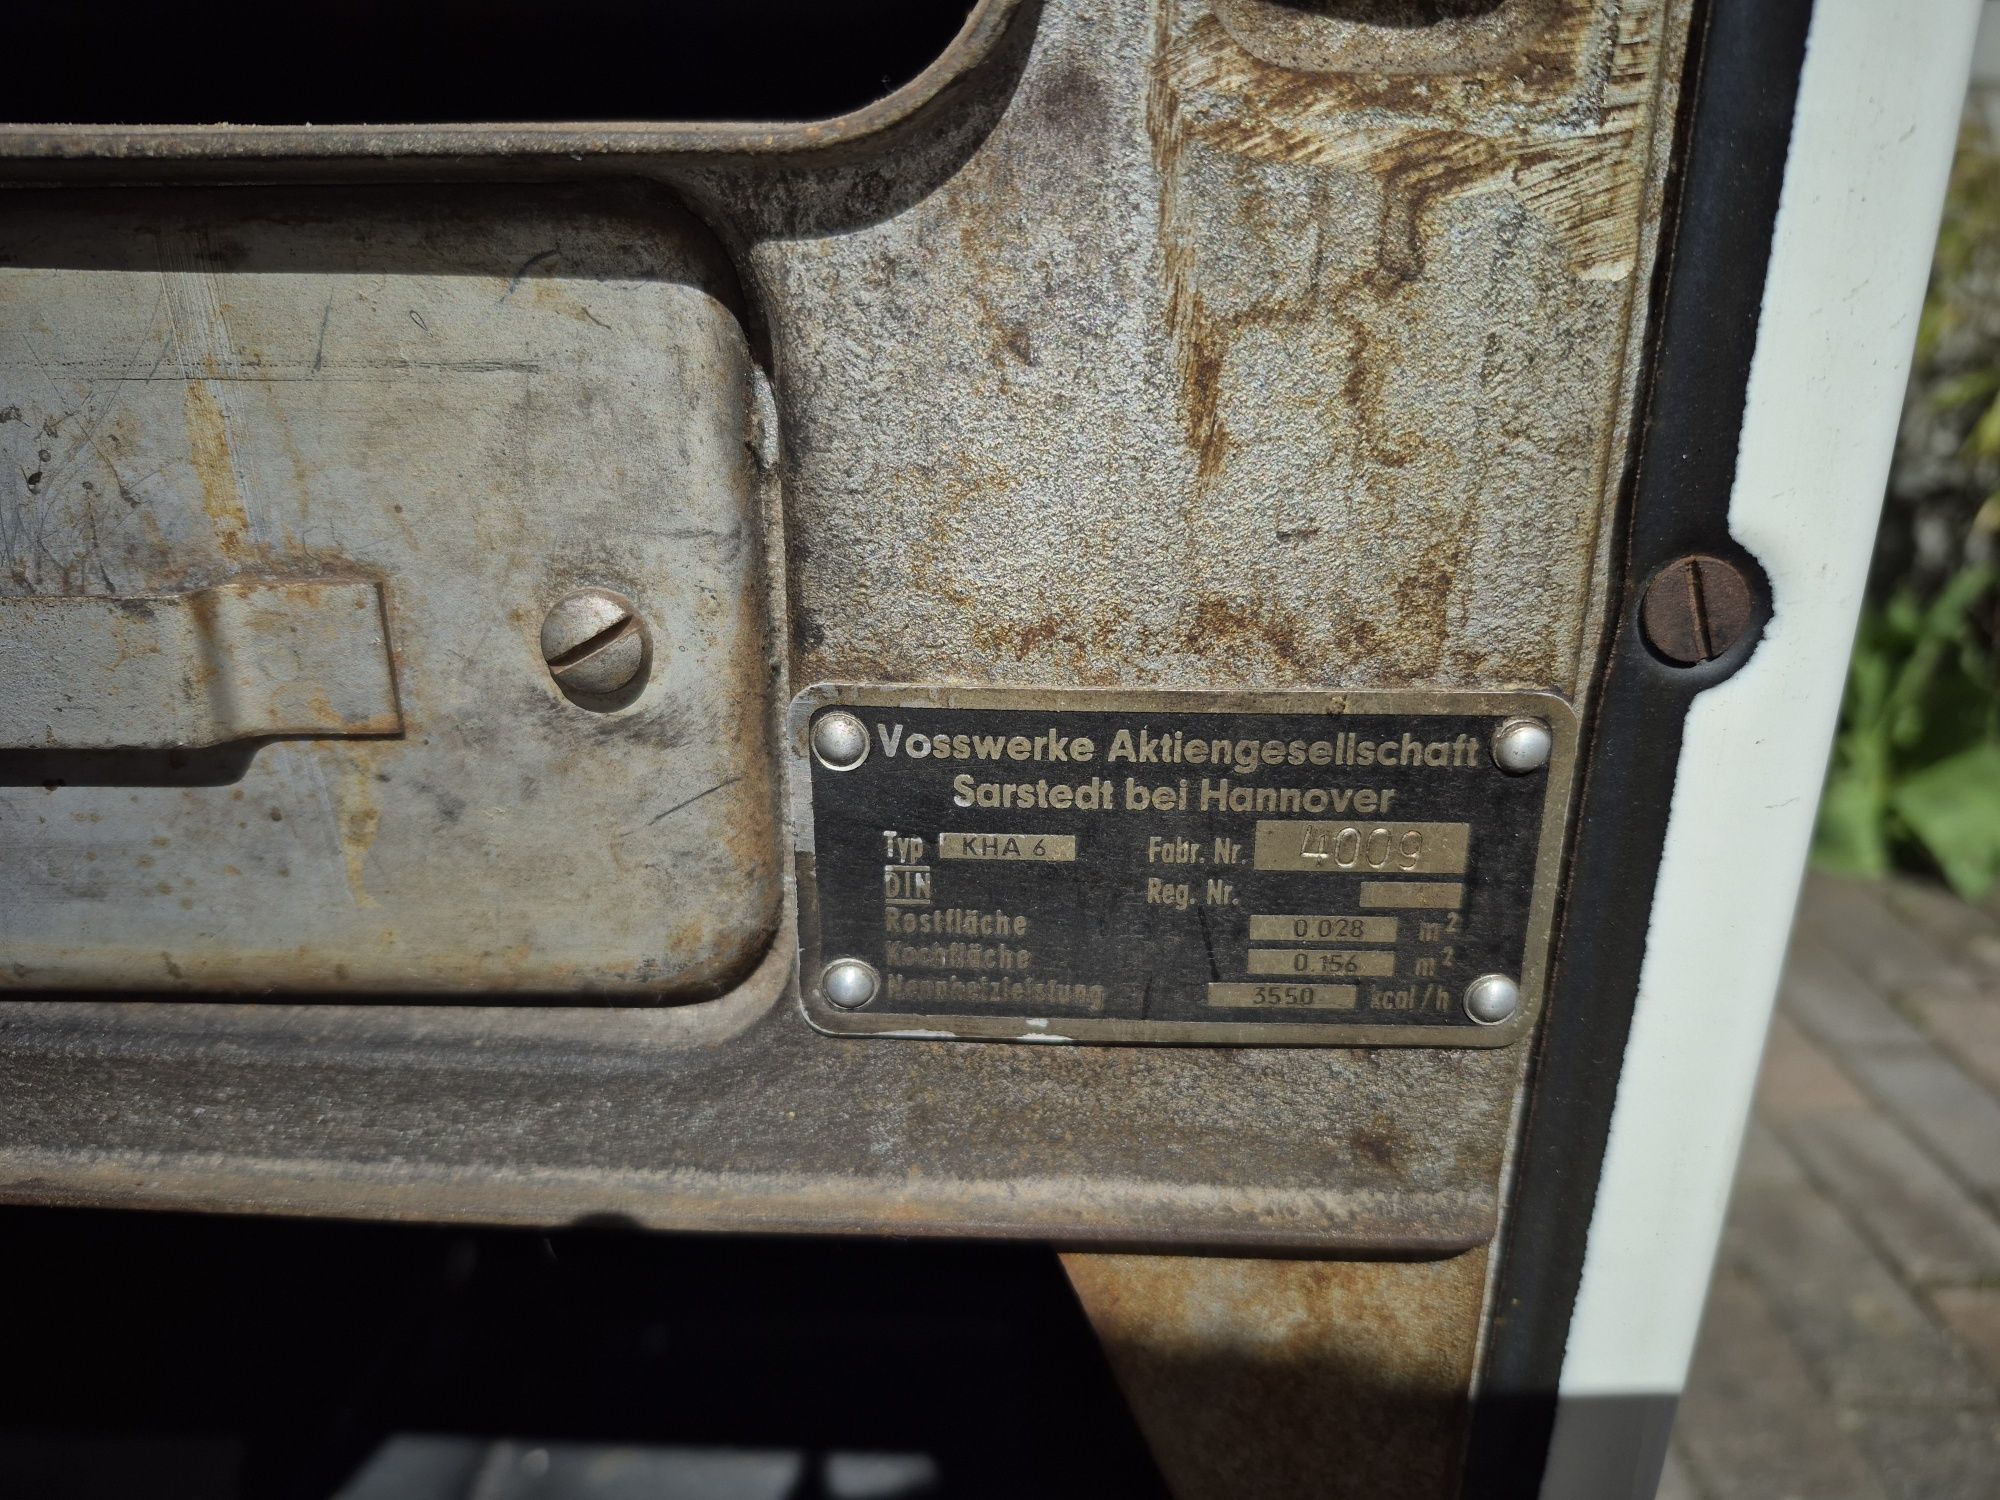 Vosswerke Aktiengesellschaft
Sarstedt bei Hannover
Typ KHA 6 Fabr. Nr. 4009
DIN Reg. Nr.
Rostfläche 0.028 m²
Kochfläche 0.156 m²
Nennheizleistung 3550 kcal/h